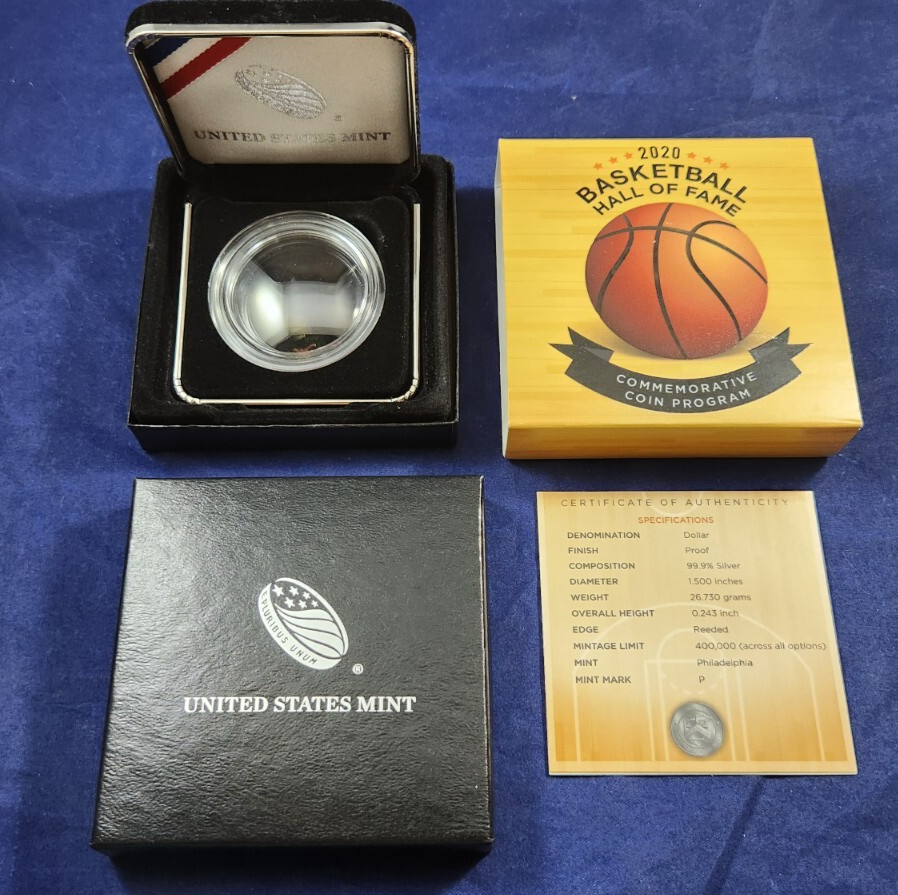 UNITED STATES MINT
2020
BASKETBALL
HALL OF FAME
COMMEMORATIVE
COIN PROGRAM
E PLURIBUS UNUM
®
UNITED STATES MINT
CERTIFICATE OF AUTHENTICITY
SPECIFICATIONS
DENOMINATION Dollar
FINISH Proof
COMPOSITION 99.9% Silver
DIAMETER 1.500 inches
WEIGHT 26.730 grams
OVERALL HEIGHT 0.243 inch
EDGE Reeded
MINTAGE LIMIT 400,000 (across all options)
MINT Philadelphia
MINT MARK P